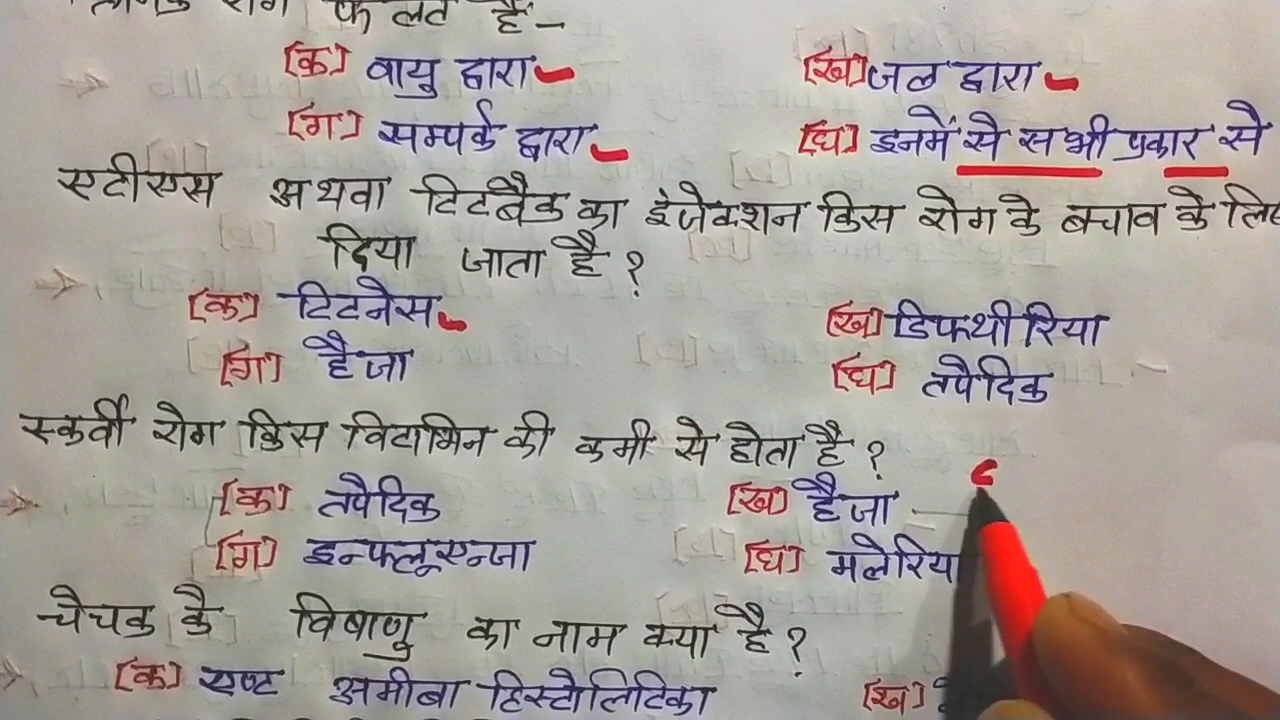 रोग फैलते हैं-
[क] वायु द्वारा [ख] जल द्वारा
[ग] सम्पर्क द्वारा [घ] इनमें से सभी प्रकार से
एटीएस अथवा टिटबैक का इंजेक्शन किस रोग के बचाव के
दिया जाता है?
[क] टिटनेस [ख] डिफथीरिया
[ग] हैजा [घ] तपैदिक
स्कर्वी रोग किस विटामिन की कमी से होता है?
[क] तपैदिक [ख] हैजा
[ग] इन्फ्लूएन्जा [घ] मलेरिया
चेचक कै विषाणु का नाम क्या है?
[क] एण्ट अमीबा हिस्टोलिटिका [ख]